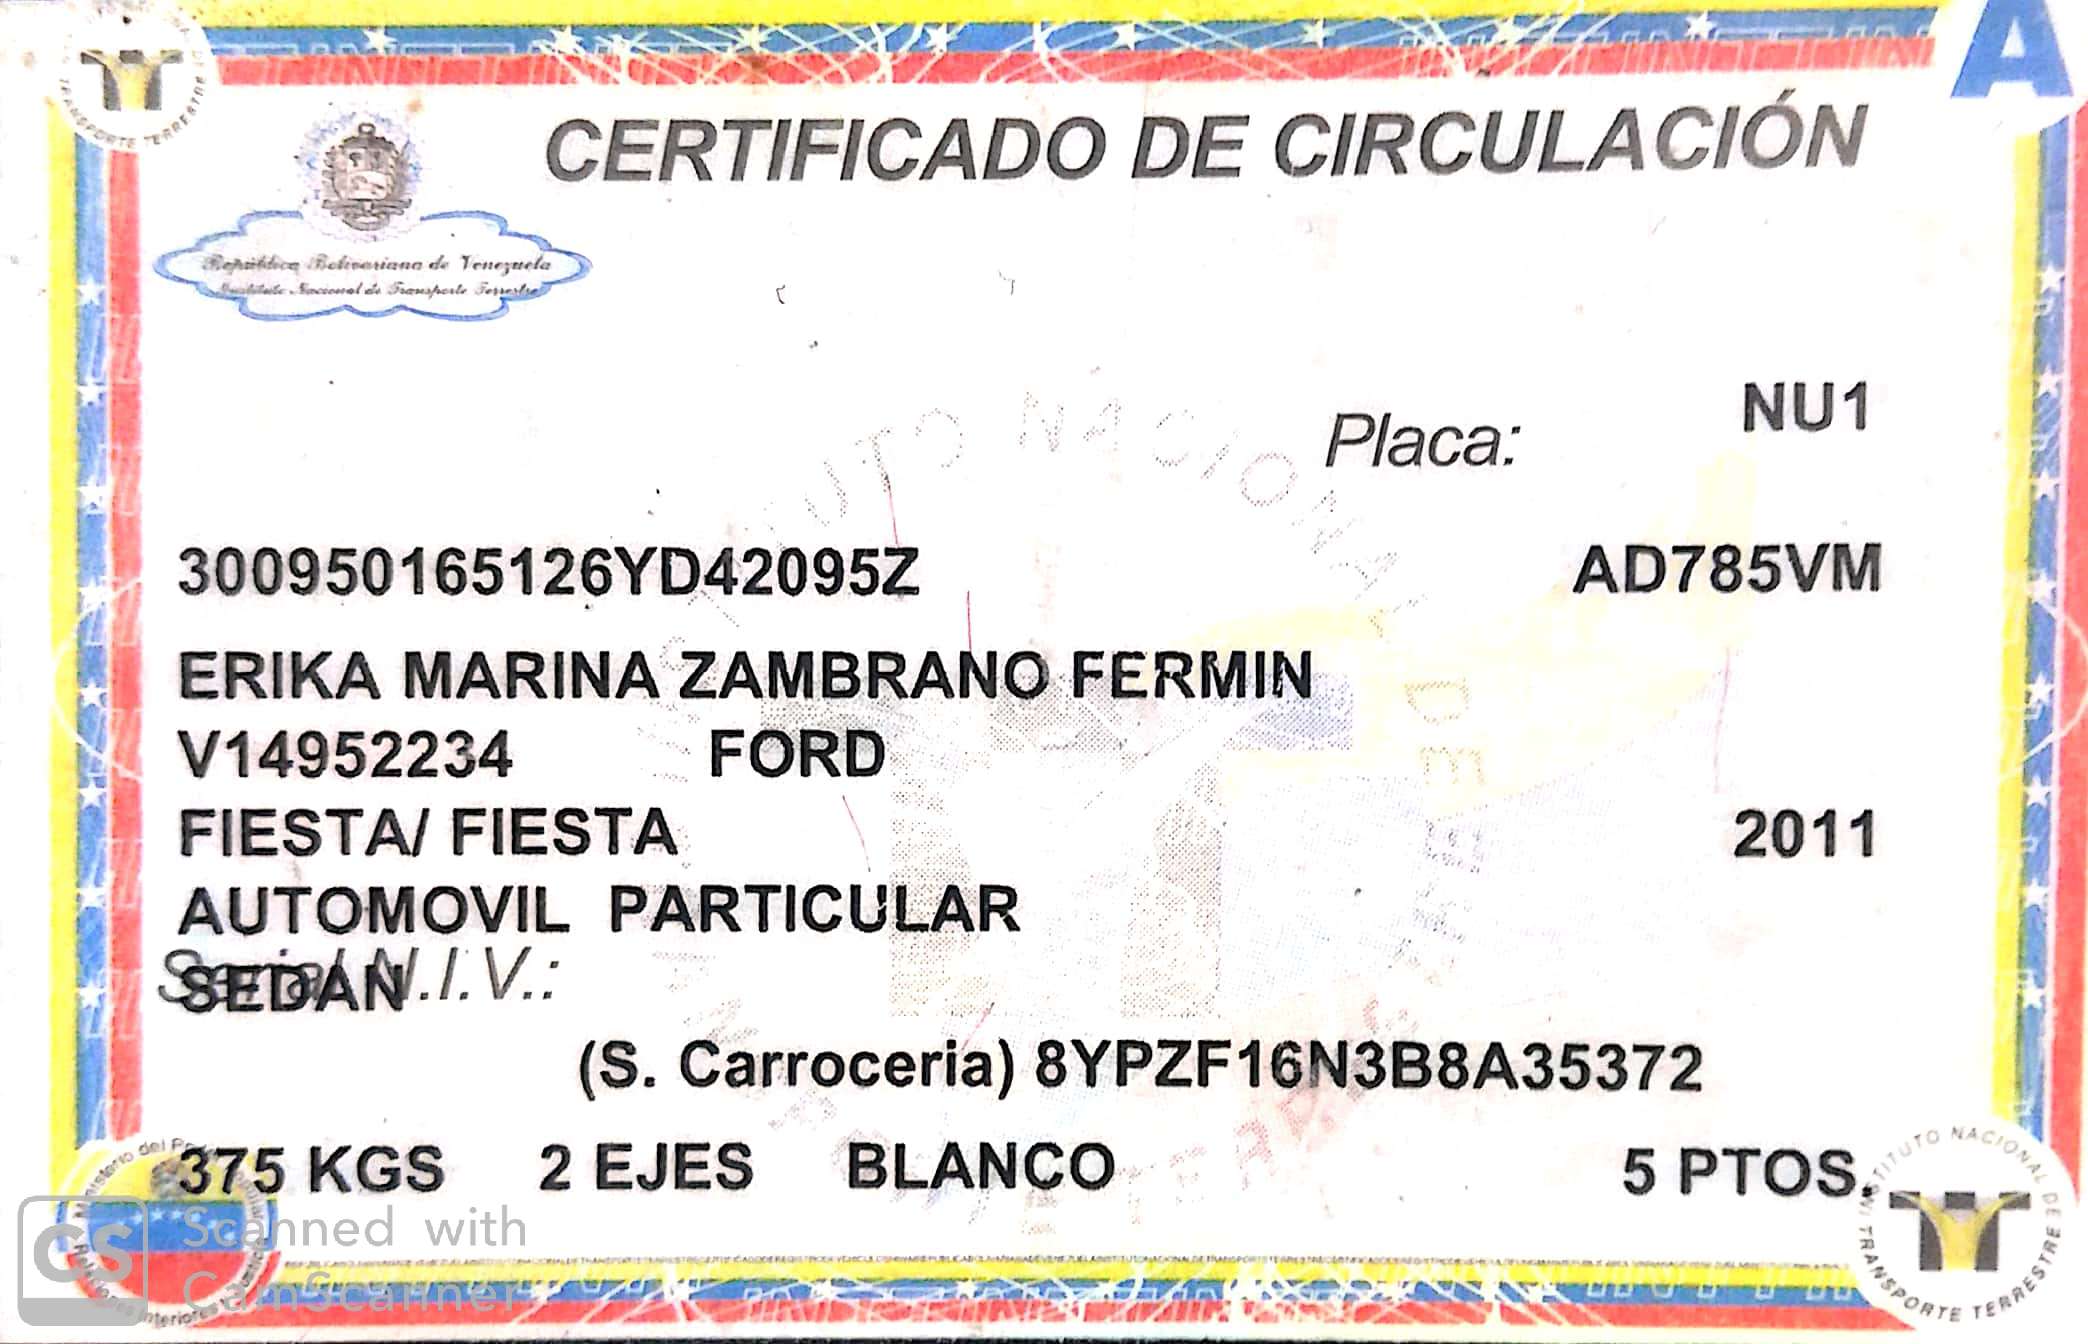 A
CERTIFICADO DE CIRCULACIÓN
República Bolivariana de Venezuela
Instituto Nacional de Transporte Terrestre
NU1
Placa:
300950165126YD42095Z
AD785VM
ERIKA MARINA ZAMBRANO FERMIN
V14952234 FORD
FIESTA/ FIESTA 2011
AUTOMOVIL PARTICULAR
Serial N.I.V.:
SEDAN
(S. Carroceria) 8YPZF16N3B8A35372
375 KGS 2 EJES BLANCO 5 PTOS.
INSTITUTO NACIONAL DE TRANSPORTE TERRESTRE
CS Scanned with
CamScanner